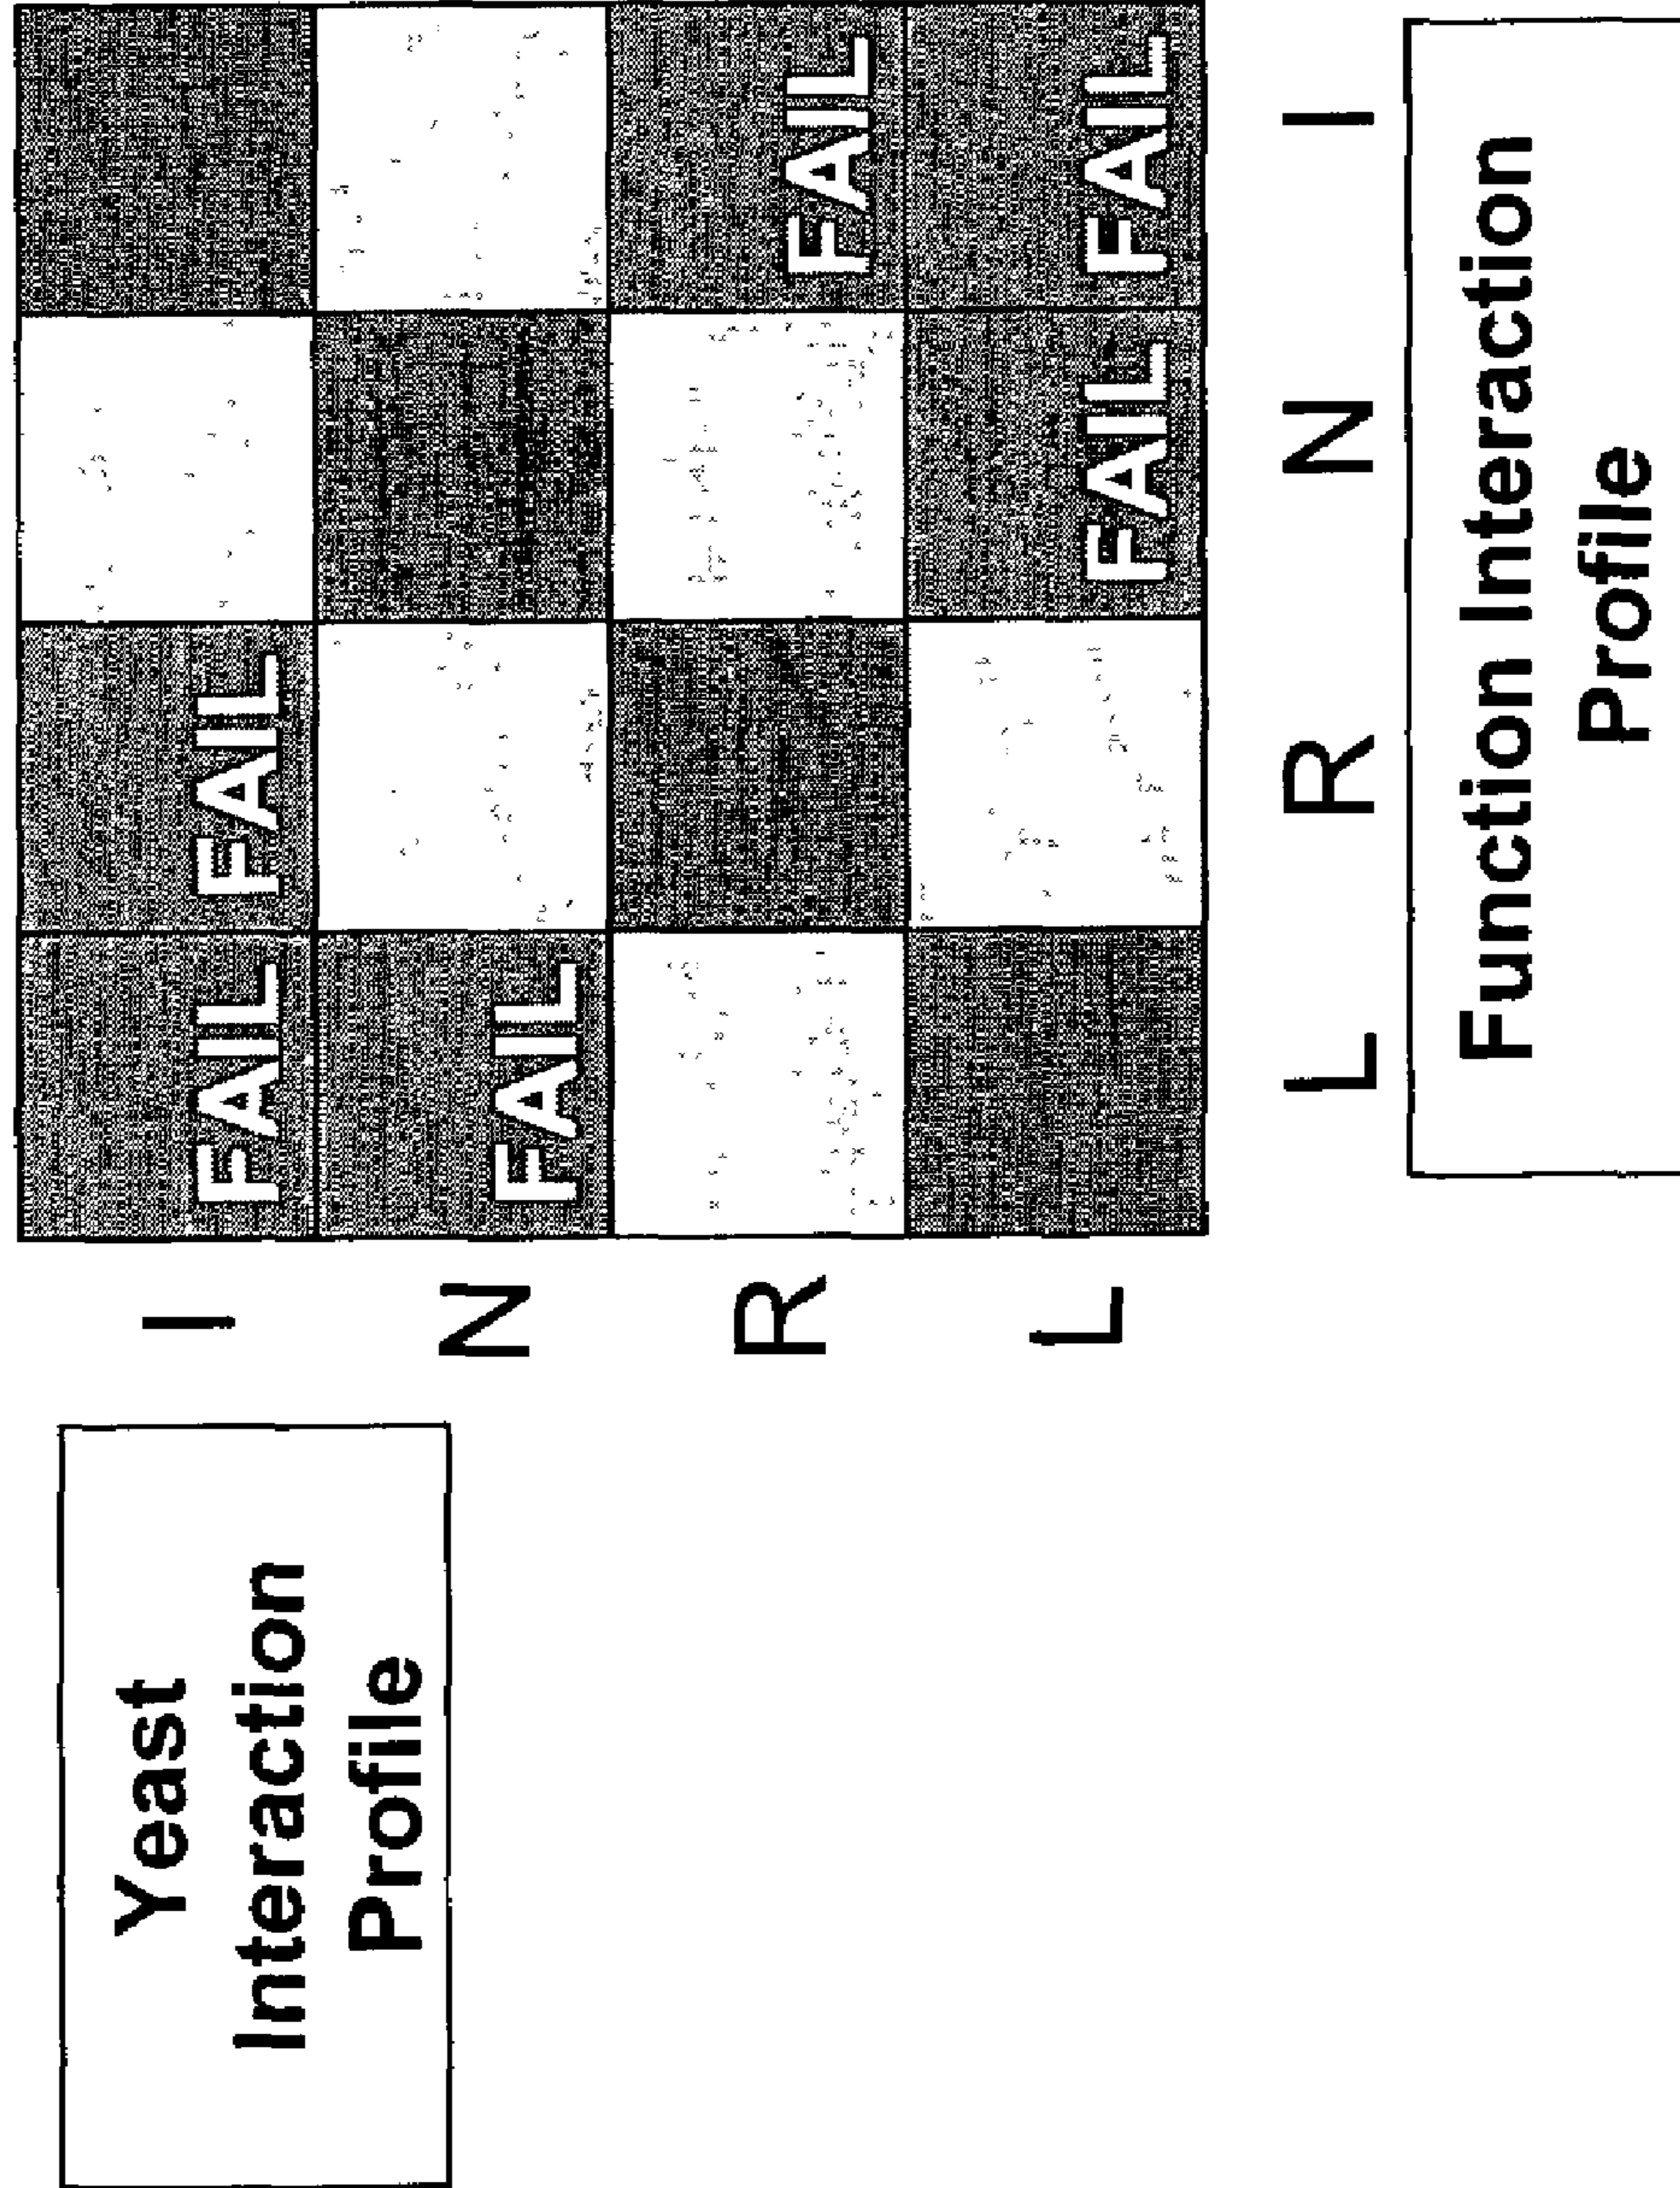 Yeast
Interaction
Profile
I FAIL FAIL
N FAIL
R FAIL
L FAIL FAIL
L R N I
Function Interaction
Profile